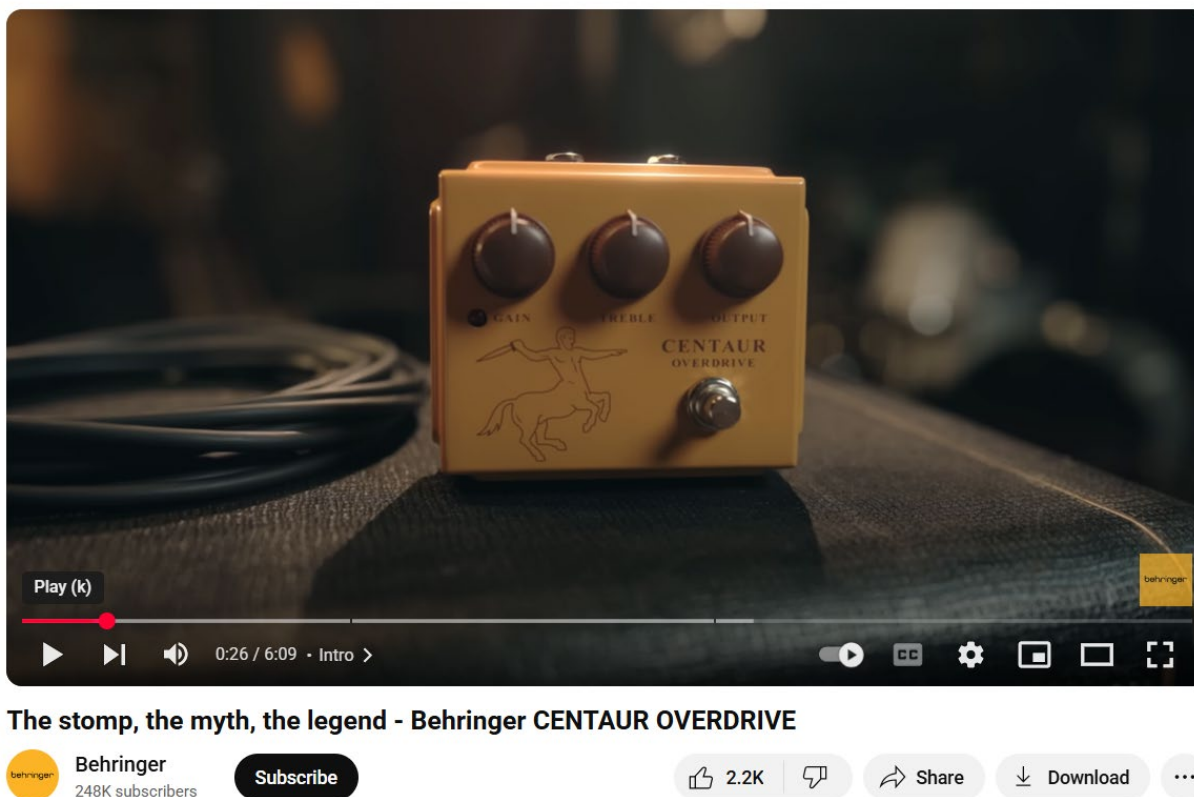 GAIN
TREBLE
OUTPUT
CENTAUR
OVERDRIVE
behringer
Play (k)
0:26 / 6:09 • Intro
CC
The stomp, the myth, the legend - Behringer CENTAUR OVERDRIVE
behringer
Behringer
248K subscribers
Subscribe
2.2K
Share
Download